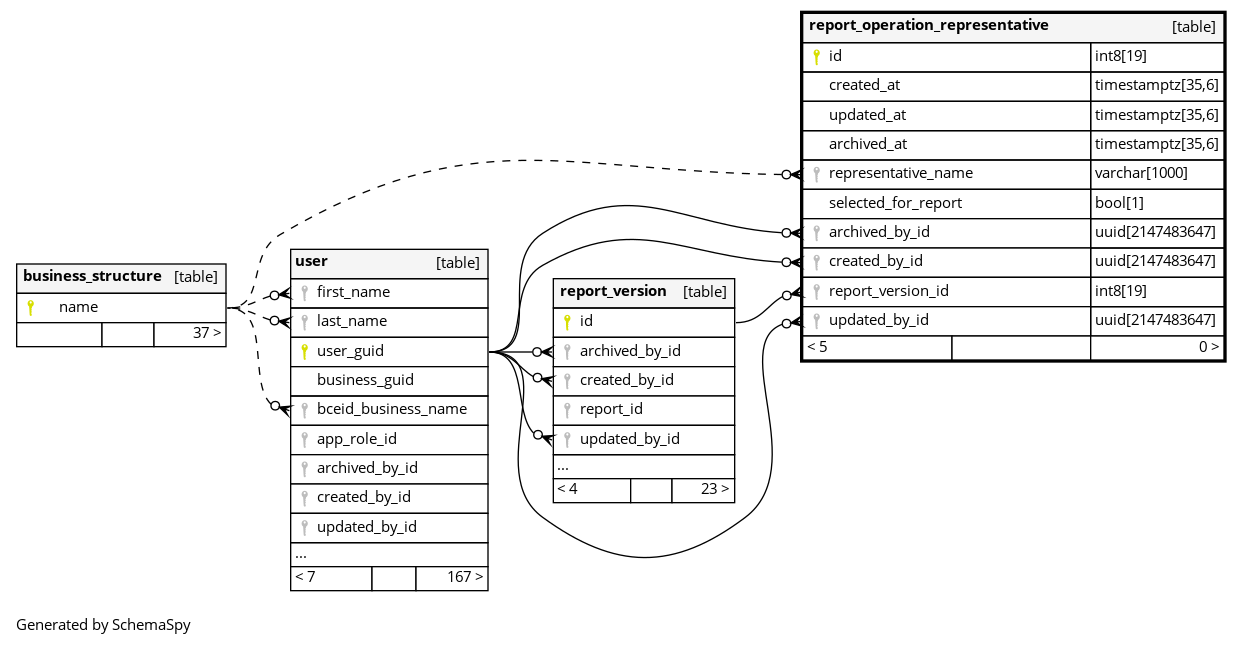 report_operation_representative [table]
id int8[19]
created_at timestamptz[35,6]
updated_at timestamptz[35,6]
archived_at timestamptz[35,6]
representative_name varchar[1000]
selected_for_report bool[1]
archived_by_id uuid[2147483647]
created_by_id uuid[2147483647]
report_version_id int8[19]
updated_by_id uuid[2147483647]
< 5 0 >
business_structure [table]
name
37 >
user [table]
first_name
last_name
user_guid
business_guid
bceid_business_name
app_role_id
archived_by_id
created_by_id
updated_by_id
...
< 7 167 >
report_version [table]
id
archived_by_id
created_by_id
report_id
updated_by_id
...
< 4 23 >
Generated by SchemaSpy